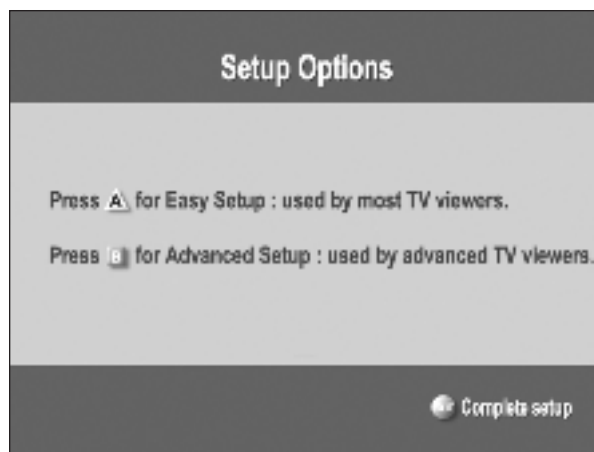 Setup Options
Press A for Easy Setup : used by most TV viewers.
Press B for Advanced Setup : used by advanced TV viewers.
Complete setup